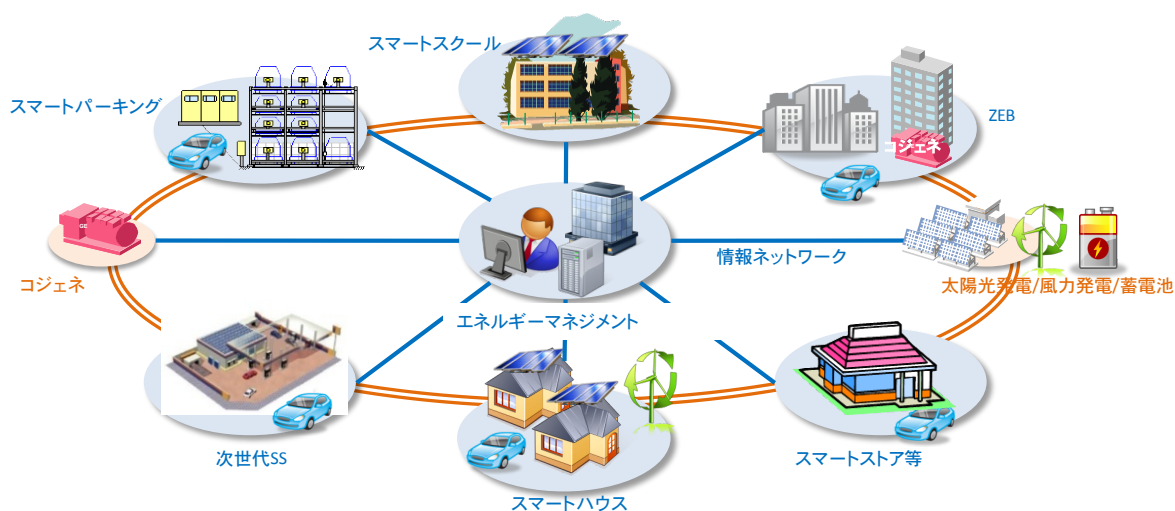 スマートスクール
スマートパーキング
ZEB
コジェネ
GE
コジェネ
情報ネットワーク
太陽光発電/風力発電/蓄電池
エネルギーマネジメント
次世代SS
スマートストア等
スマートハウス